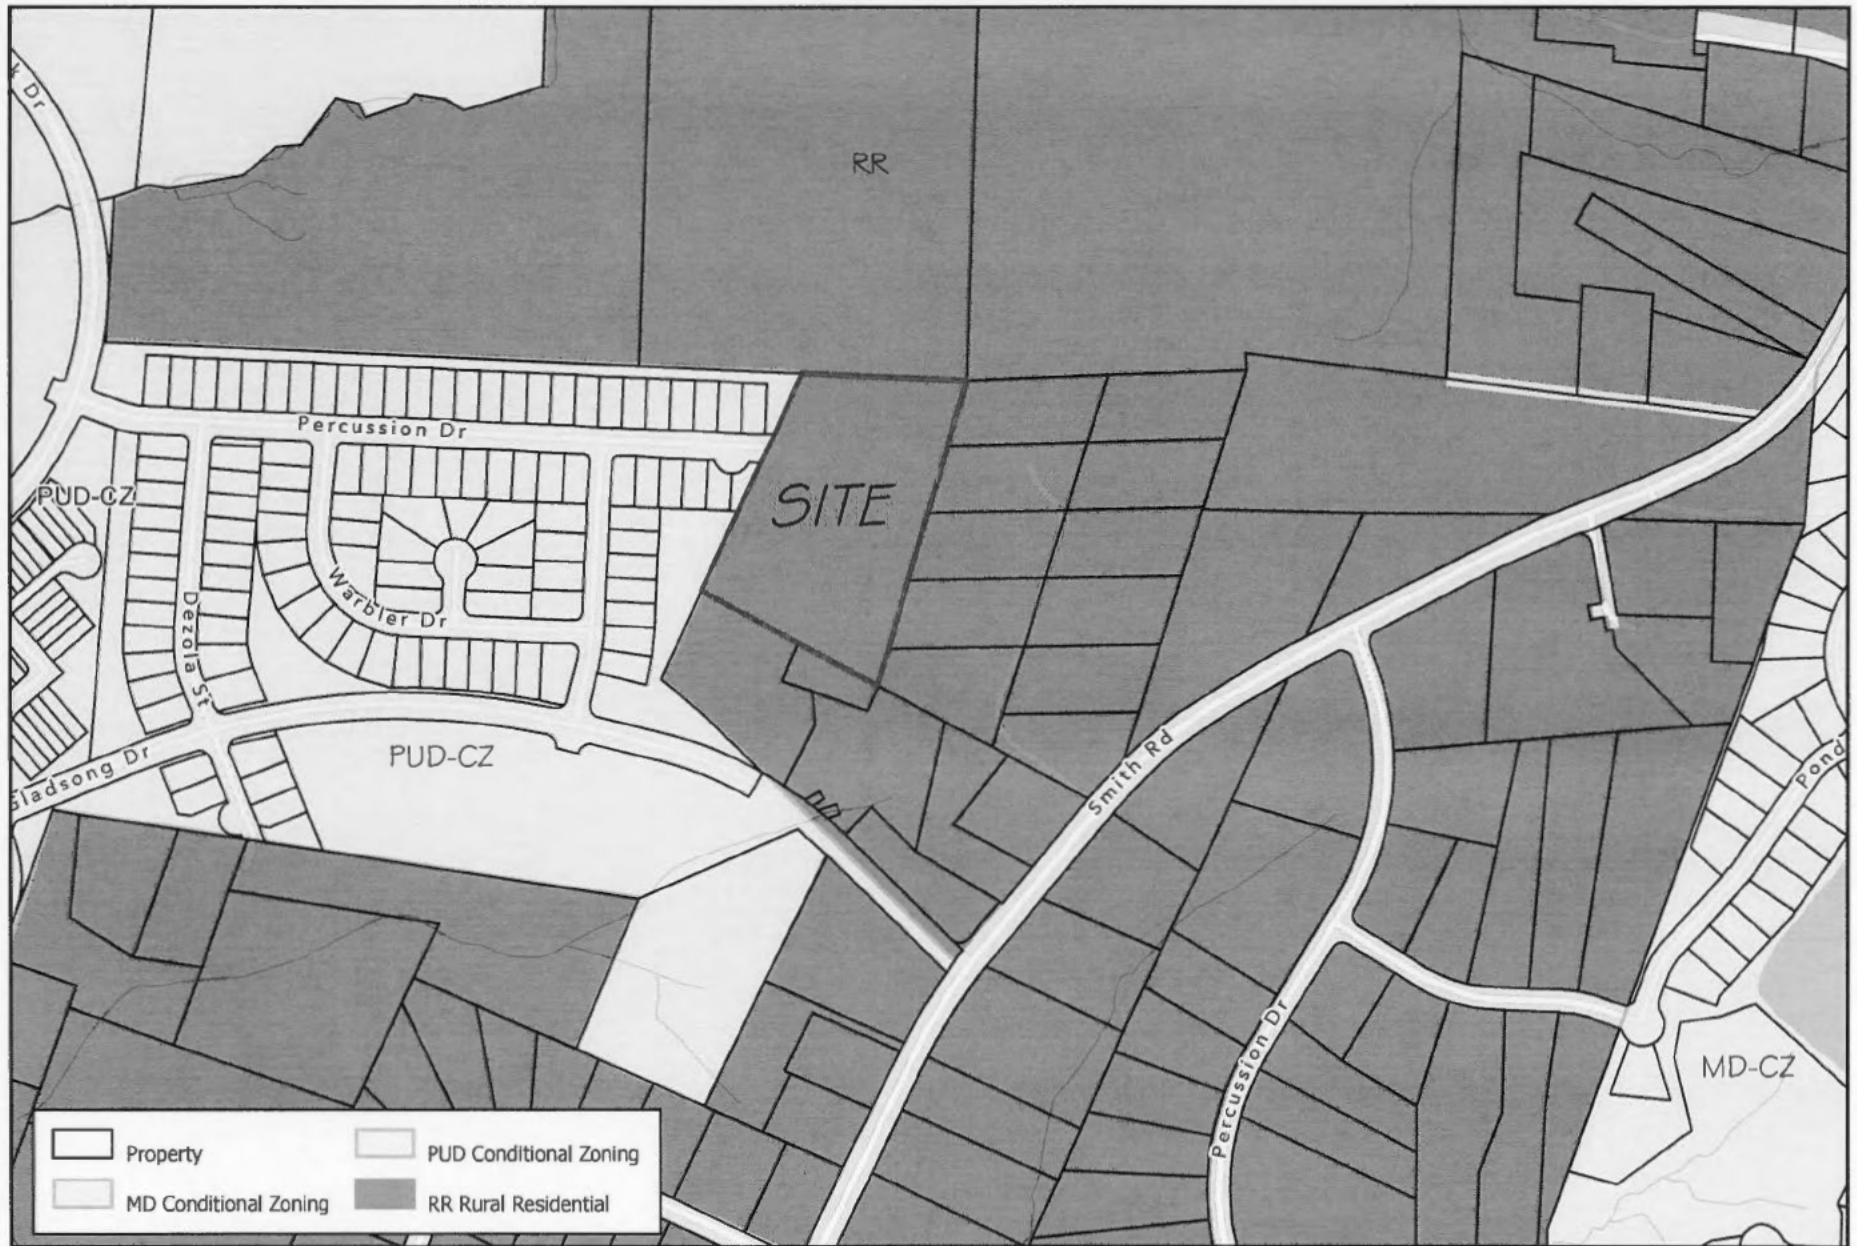 k Dr
RR
Percussion Dr
PUD-CZ
SITE
Warbler Dr
Dezola St
Gladsong Dr
PUD-CZ
Smith Rd
Pond
Percussion Dr
MD-CZ
Property
PUD Conditional Zoning
MD Conditional Zoning
RR Rural Residential